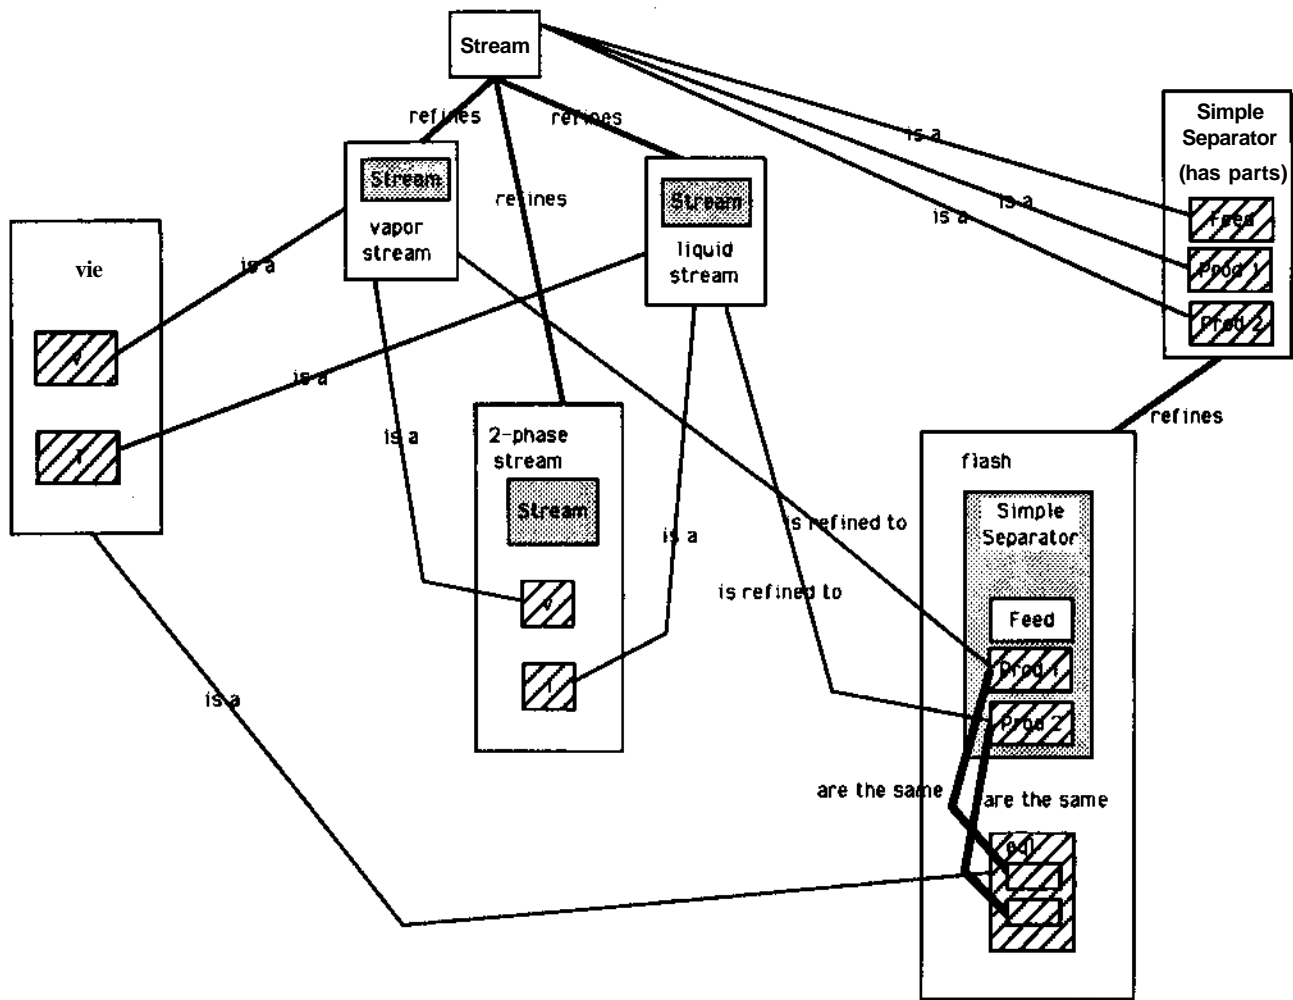 Stream
refines
refines
refines
is a
is a
is a
Simple
Separator
(has parts)
Feed
Prod 1
Prod 2
refines
Stream
vapor
stream
Stream
liquid
stream
vie
is a
v
is a
l
is a
2-phase
stream
Stream
v
l
is a
is refined to
is refined to
flash
Simple
Separator
Feed
Prod 1
Prod 2
is a
are the same
are the same
eql